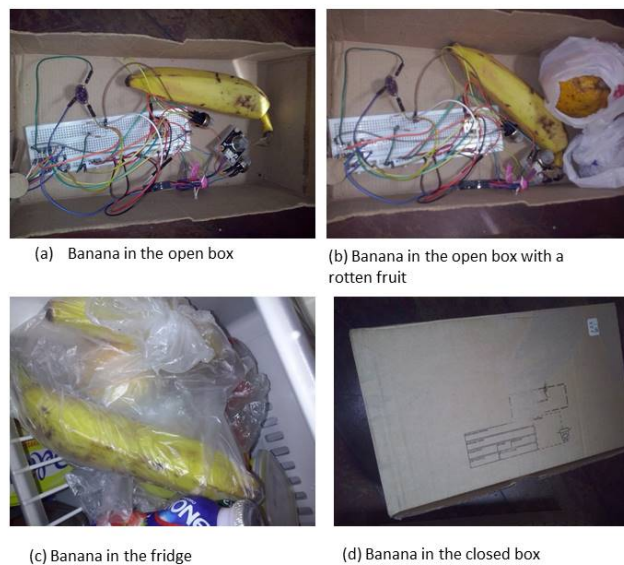 (a) Banana in the open box
(b) Banana in the open box with a
rotten fruit
(c) Banana in the fridge
(d) Banana in the closed box